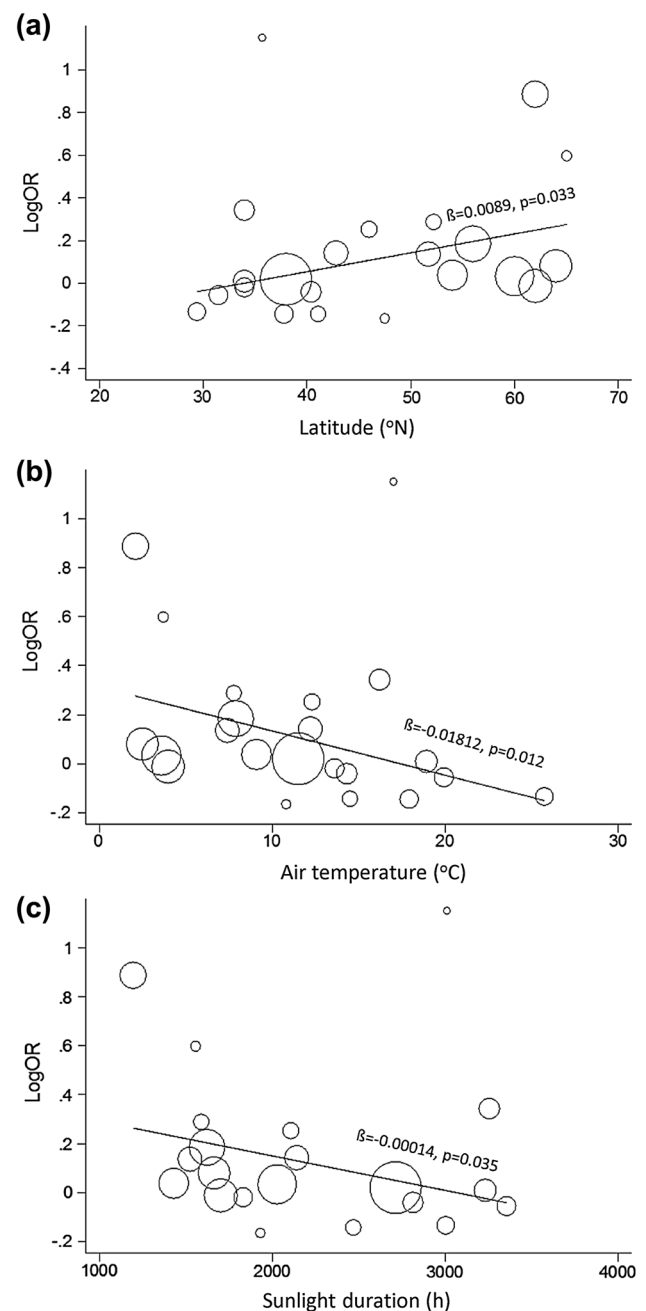 (a)
1
.8
.6
.4
.2
0
-.2
-.4
LogOR
ß=0.0089, p=0.033
20 30 40 50 60 70
Latitude (ºN)
(b)
1
.8
.6
.4
.2
0
-.2
LogOR
ß=-0.01812, p=0.012
0 10 20 30
Air temperature (ºC)
(c)
1
.8
.6
.4
.2
0
-.2
LogOR
ß=-0.00014, p=0.035
1000 2000 3000 4000
Sunlight duration (h)